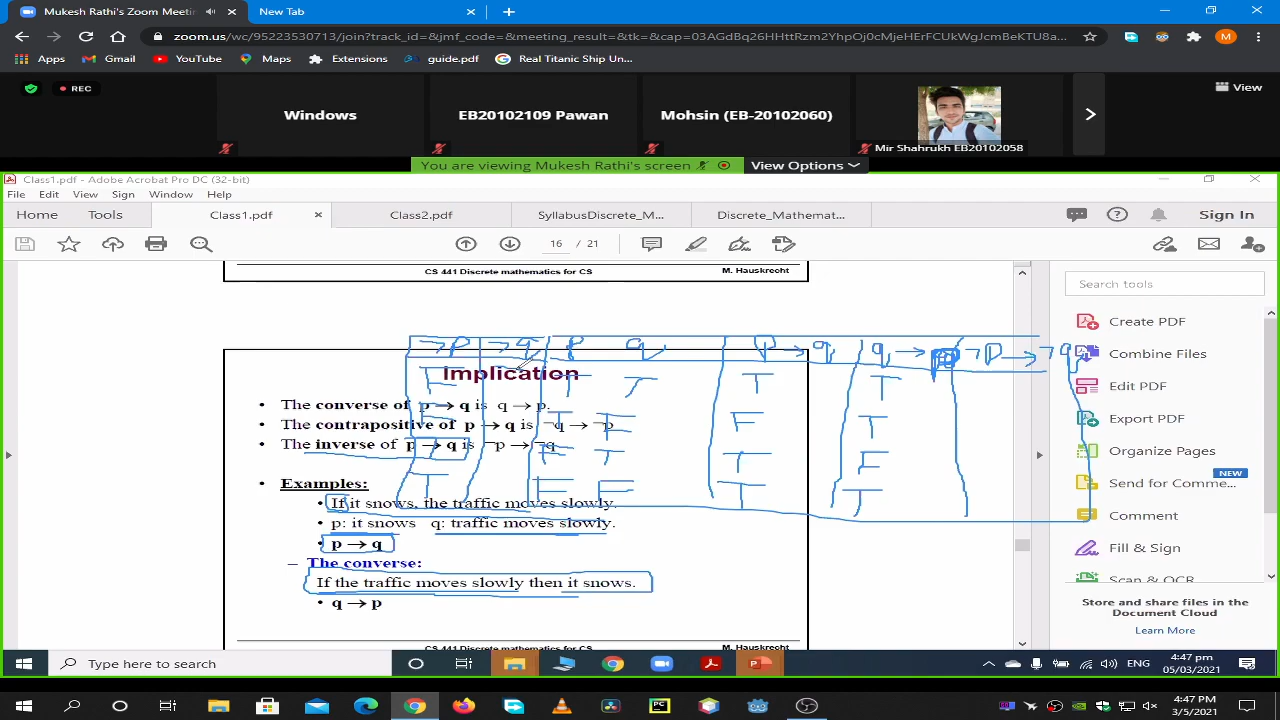 Mukesh Rathi's Zoom Meeti
New Tab
zoom.us/wc/95223530713/join?track_id=&jmf_code=&meeting_result=&tk=&cap=03AGdBq26HHttRzm2YhpOj0cMjeHErFCUkWgJcmBeKTU8a...
Apps Gmail YouTube Maps Extensions guide.pdf Real Titanic Ship Un...
REC
View
Windows
EB20102109 Pawan
Mohsin (EB-20102060)
Mir Shahrukh EB20102058
You are viewing Mukesh Rathi's screen View Options
Class1.pdf - Adobe Acrobat Pro DC (32-bit)
File Edit View Sign Window Help
Home Tools Class1.pdf Class2.pdf SyllabusDiscrete_M... Discrete_Mathemat... Sign In
16 / 21
CS 441 Discrete mathematics for CS M. Hauskrecht
¬p ¬q p q p → q q → p ¬p → ¬q
F T T T T
F T F F T
T F T T F
T F F T T
Implication
• The converse of p → q is q → p.
• The contrapositive of p → q is ¬q → ¬p
• The inverse of p → q is ¬p → ¬q
• Examples:
• If it snows, the traffic moves slowly.
• p: it snows q: traffic moves slowly.
• p → q
– The converse:
If the traffic moves slowly then it snows.
• q → p
CS 441 Discrete mathematics for CS M. Hauskrecht
Search tools
Create PDF
Combine Files
Edit PDF
Export PDF
Organize Pages
NEW
Send for Comme...
Comment
Fill & Sign
Scan & OCR
Store and share files in the
Document Cloud
Learn More
Type here to search
ENG
4:47 pm
05/03/2021
4:47 PM
3/5/2021